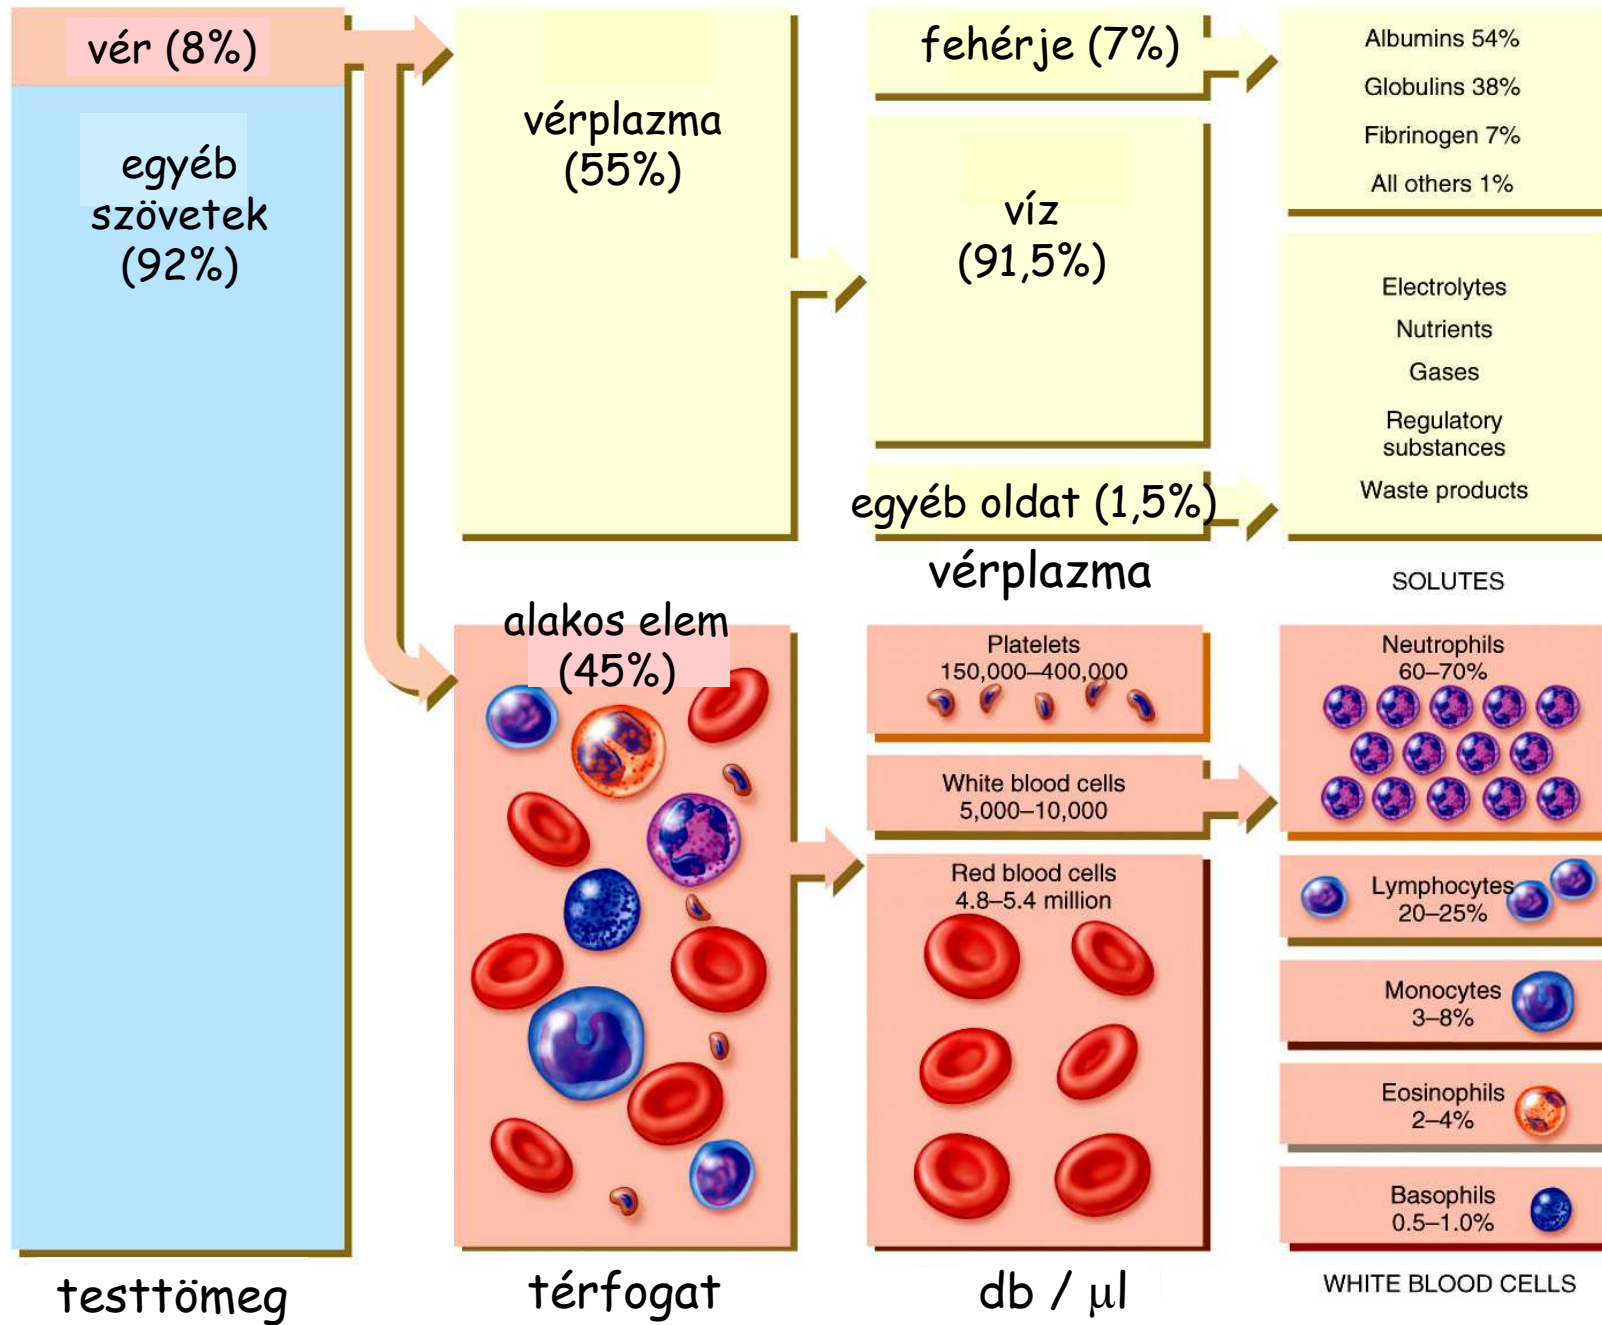 vér (8%)
egyéb
szövetek
(92%)
testtömeg
vérplazma
(55%)
alakos elem
(45%)
térfogat
fehérje (7%)
víz
(91,5%)
egyéb oldat (1,5%)
vérplazma
Platelets
150,000–400,000
White blood cells
5,000–10,000
Red blood cells
4.8–5.4 million
db / μl
Albumins 54%
Globulins 38%
Fibrinogen 7%
All others 1%
Electrolytes
Nutrients
Gases
Regulatory
substances
Waste products
SOLUTES
Neutrophils
60–70%
Lymphocytes
20–25%
Monocytes
3–8%
Eosinophils
2–4%
Basophils
0.5–1.0%
WHITE BLOOD CELLS